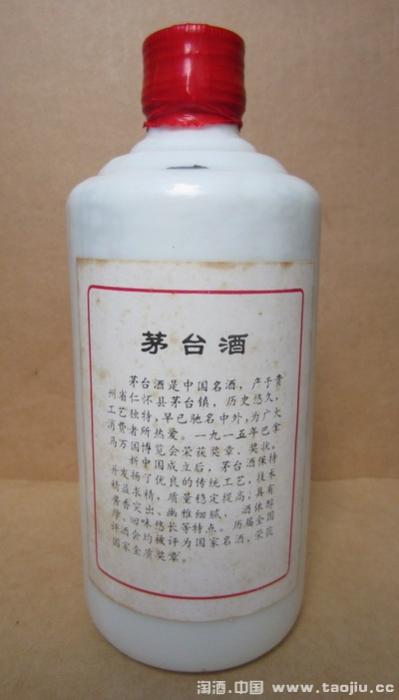 茅台酒
茅台酒是中国名酒，产于贵
州省仁怀县茅台镇，历史悠久，
工艺独特，早已驰名中外，为广大
消费者所热爱。一九一五年巴拿
马万国博览会荣获奖章、奖状。
新中国成立后，茅台酒保持
并发扬了优良的传统工艺，技术
精益求精，质量稳定提高；具有
酱香突出、幽雅细腻，酒体醇
厚、回味悠长等特点。历届全国
评酒会均被评为国家名酒，荣获
国家金质奖章。
淘酒.中国 www.taojiu.cc